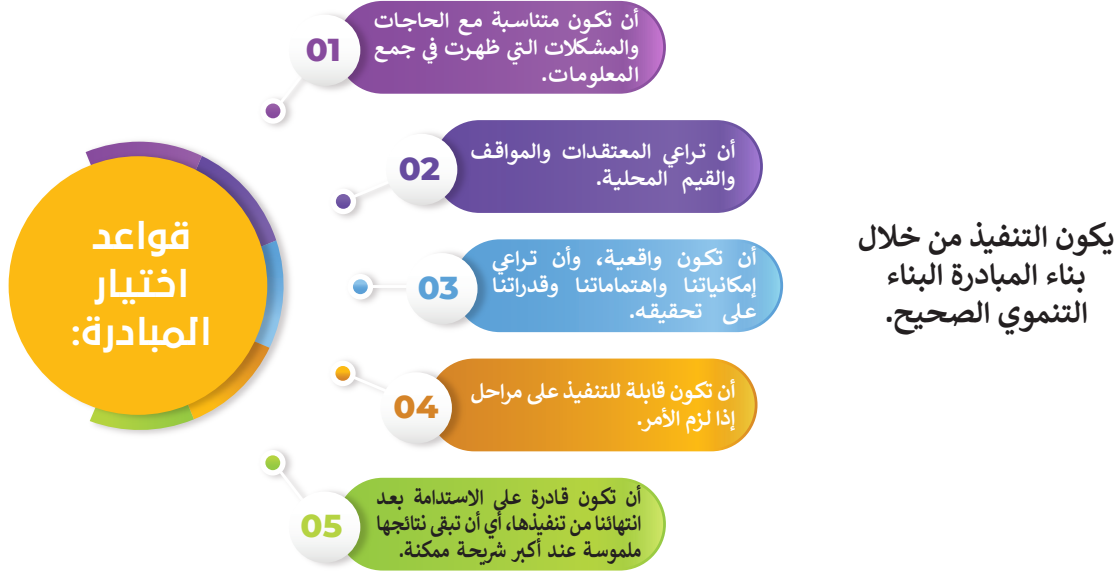 يكون التنفيذ من خلال
بناء المبادرة البناء
التنموي الصحيح.
قواعد
اختيار
المبادرة:
01
أن تكون متناسبة مع الحاجات
والمشكلات التي ظهرت في جمع
المعلومات.
02
أن تراعي المعتقدات والمواقف
والقيم المحلية.
03
أن تكون واقعية، وأن تراعي
إمكانياتنا واهتماماتنا وقدراتنا
على تحقيقه.
04
أن تكون قابلة للتنفيذ على مراحل
إذا لزم الأمر.
05
أن تكون قادرة على الاستدامة بعد
انتهائنا من تنفيذها، أي أن تبقى نتائجها
ملموسة عند أكبر شريحة ممكنة.